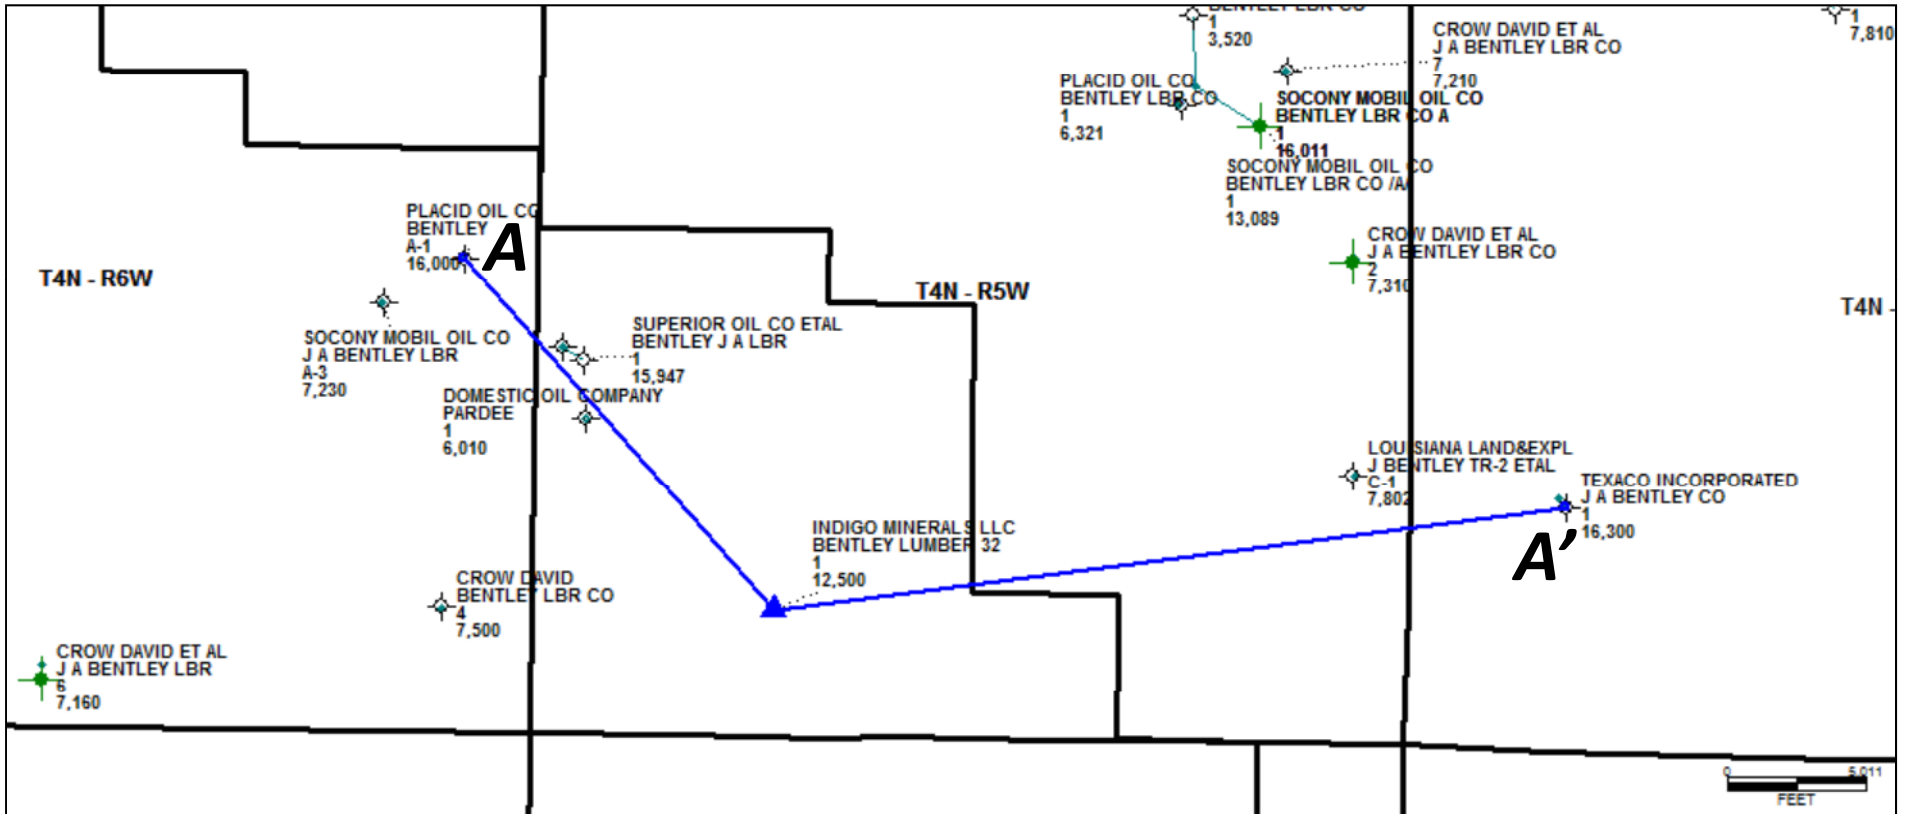 BENTLEY LBR CO
1
3,520
1
7,810
CROW DAVID ET AL
J A BENTLEY LBR CO
7
7,210
PLACID OIL CO
BENTLEY LBR CO
1
6,321
SOCONY MOBIL OIL CO
BENTLEY LBR CO A
1
16,011
SOCONY MOBIL OIL CO
BENTLEY LBR CO /A/
1
13,089
PLACID OIL CO
BENTLEY
A-1
16,000
A
CROW DAVID ET AL
J A BENTLEY LBR CO
2
7,310
T4N - R6W
T4N - R5W
T4N -
SOCONY MOBIL OIL CO
J A BENTLEY LBR
A-3
7,230
SUPERIOR OIL CO ETAL
BENTLEY J A LBR
1
15,947
DOMESTIC OIL COMPANY
PARDEE
1
6,010
LOUISIANA LAND&EXPL
J BENTLEY TR-2 ETAL
C-1
7,802
TEXACO INCORPORATED
J A BENTLEY CO
1
16,300
A'
INDIGO MINERALS LLC
BENTLEY LUMBER 32
1
12,500
CROW DAVID
BENTLEY LBR CO
4
7,500
CROW DAVID ET AL
J A BENTLEY LBR
6
7,160
0 5,011
FEET